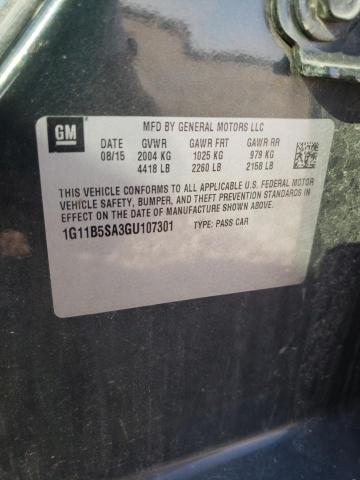 GM
MFD BY GENERAL MOTORS LLC
DATE GVWR GAWR FRT GAWR RR
08/15 2004 KG 1025 KG 979 KG
4418 LB 2260 LB 2158 LB
THIS VEHICLE CONFORMS TO ALL APPLICABLE U.S. FEDERAL MOTOR
VEHICLE SAFETY, BUMPER, AND THEFT PREVENTION STANDARDS IN
EFFECT ON THE DATE OF MANUFACTURE SHOWN ABOVE.
1G11B5SA3GU107301 TYPE: PASS CAR